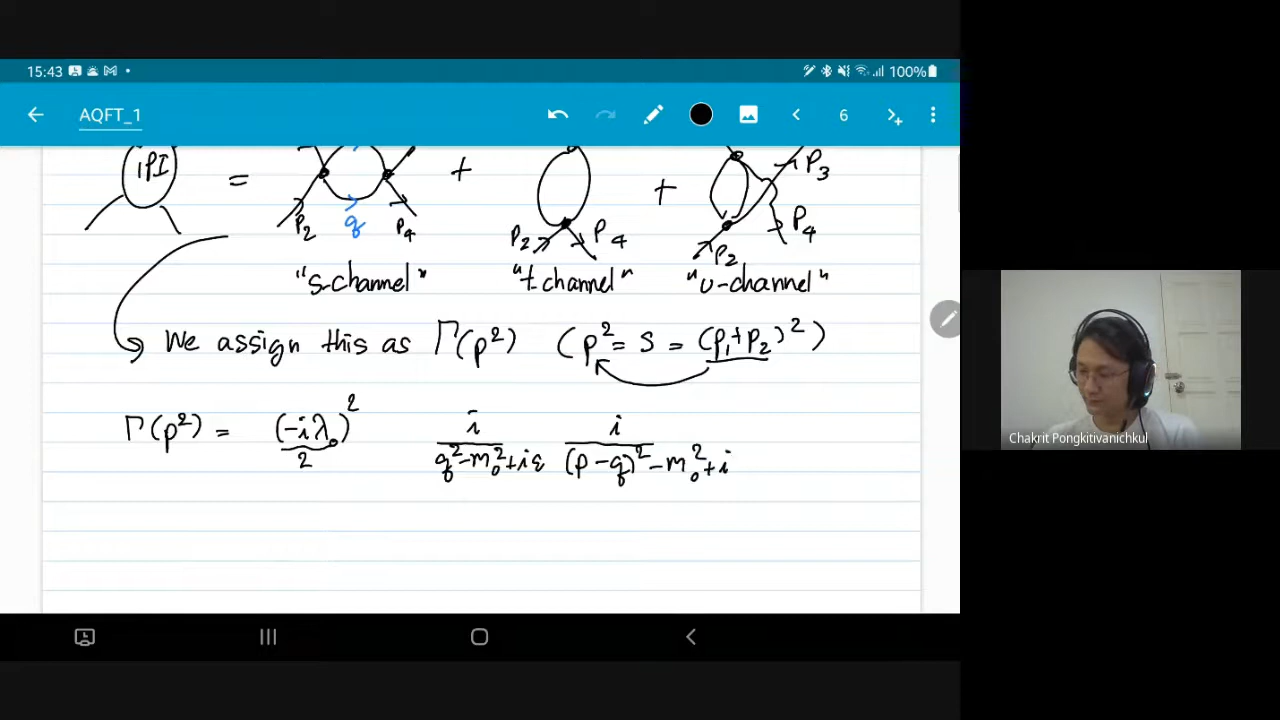 15:43 100%
AQFT_1 6
1PI = + + P3
P2 q P4 P2 P4 P2 P4
"s-channel" "t channel" "u-channel"
We assign this as Γ(p²) (p² = s = (p₁+p₂)²)
Γ(p²) = (-iλ₀)²/2 i/(q²-m₀²+iε) i/((p-q)²-m₀²+i
Chakrit Pongkitivanichkul